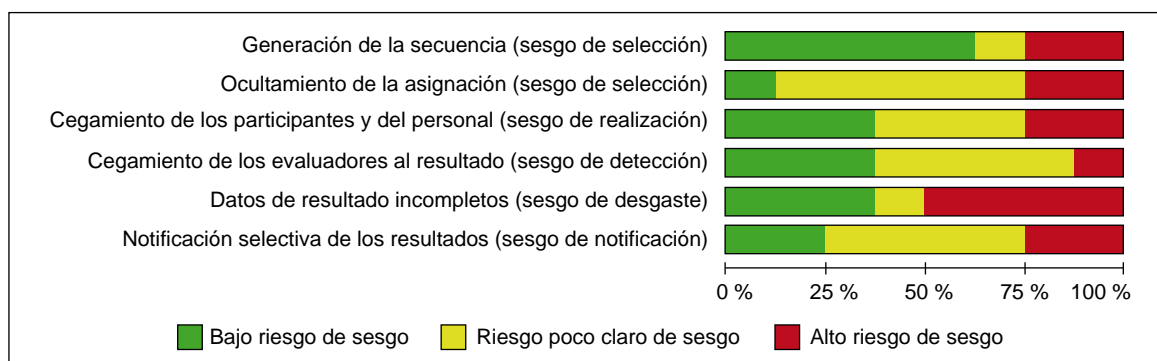 Generación de la secuencia (sesgo de selección)
Ocultamiento de la asignación (sesgo de selección)
Cegamiento de los participantes y del personal (sesgo de realización)
Cegamiento de los evaluadores al resultado (sesgo de detección)
Datos de resultado incompletos (sesgo de desgaste)
Notificación selectiva de los resultados (sesgo de notificación)
0 % 25 % 50 % 75 % 100 %
Bajo riesgo de sesgo Riesgo poco claro de sesgo Alto riesgo de sesgo